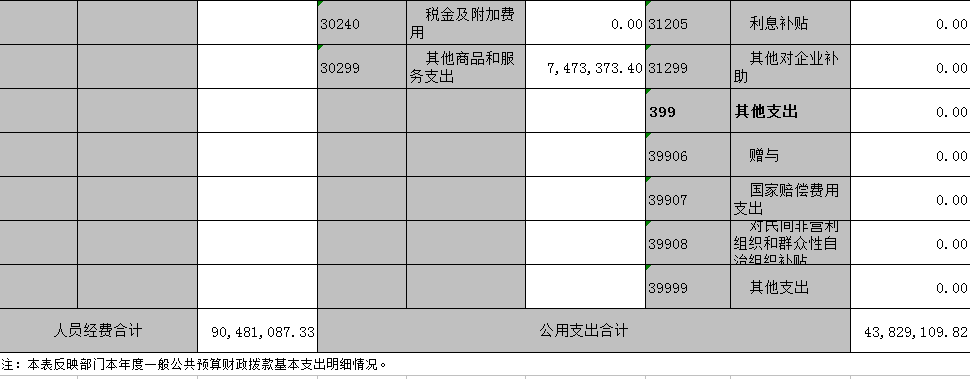 30240 税金及附加费用 0.00 31205 利息补贴 0.00
30299 其他商品和服务支出 7,473,373.40 31299 其他对企业补助 0.00
399 其他支出 0.00
39906 赠与 0.00
39907 国家赔偿费用支出 0.00
39908 对民间非营利组织和群众性自治组织补贴 0.00
39999 其他支出 0.00
人员经费合计 90,481,087.33 公用支出合计 43,829,109.82
注：本表反映部门本年度一般公共预算财政拨款基本支出明细情况。